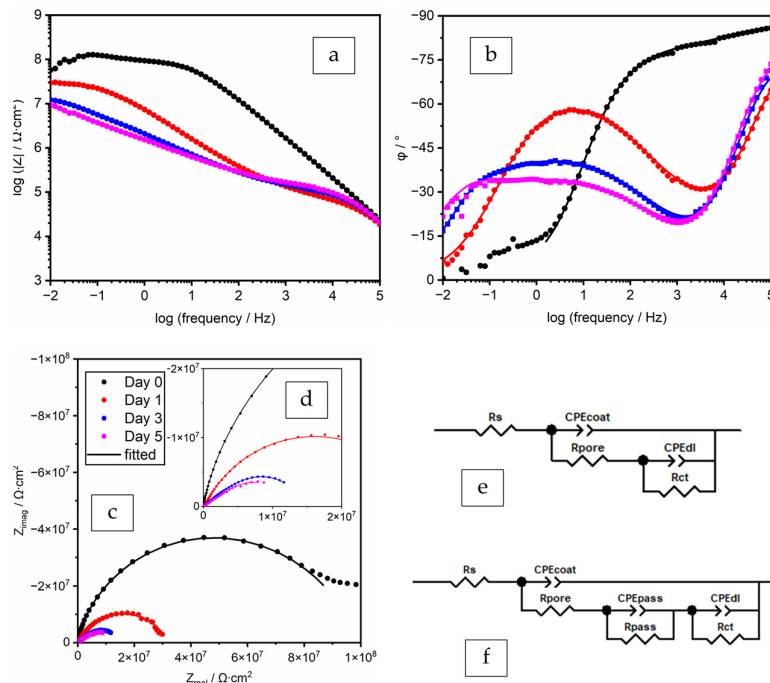 a
log (|Z| / Ω·cm²)
9
8
7
6
5
4
3
−2 −1 0 1 2 3 4 5
log (frequency / Hz)
b
φ / °
−90
−75
−60
−45
−30
−15
0
−2 −1 0 1 2 3 4 5
log (frequency / Hz)
c
Z_imag / Ω·cm²
−1×10⁸
−8×10⁷
−6×10⁷
−4×10⁷
−2×10⁷
0
0 2×10⁷ 4×10⁷ 6×10⁷ 8×10⁷ 1×10⁸
Z_real / Ω·cm²
Day 0
Day 1
Day 3
Day 5
fitted
d
−2×10⁷
−1×10⁷
0
0 1×10⁷ 2×10⁷
Rs
CPEcoat
Rpore
CPEdl
Rct
e
Rs
CPEcoat
Rpore
CPEpass
CPEdl
Rpass
Rct
f